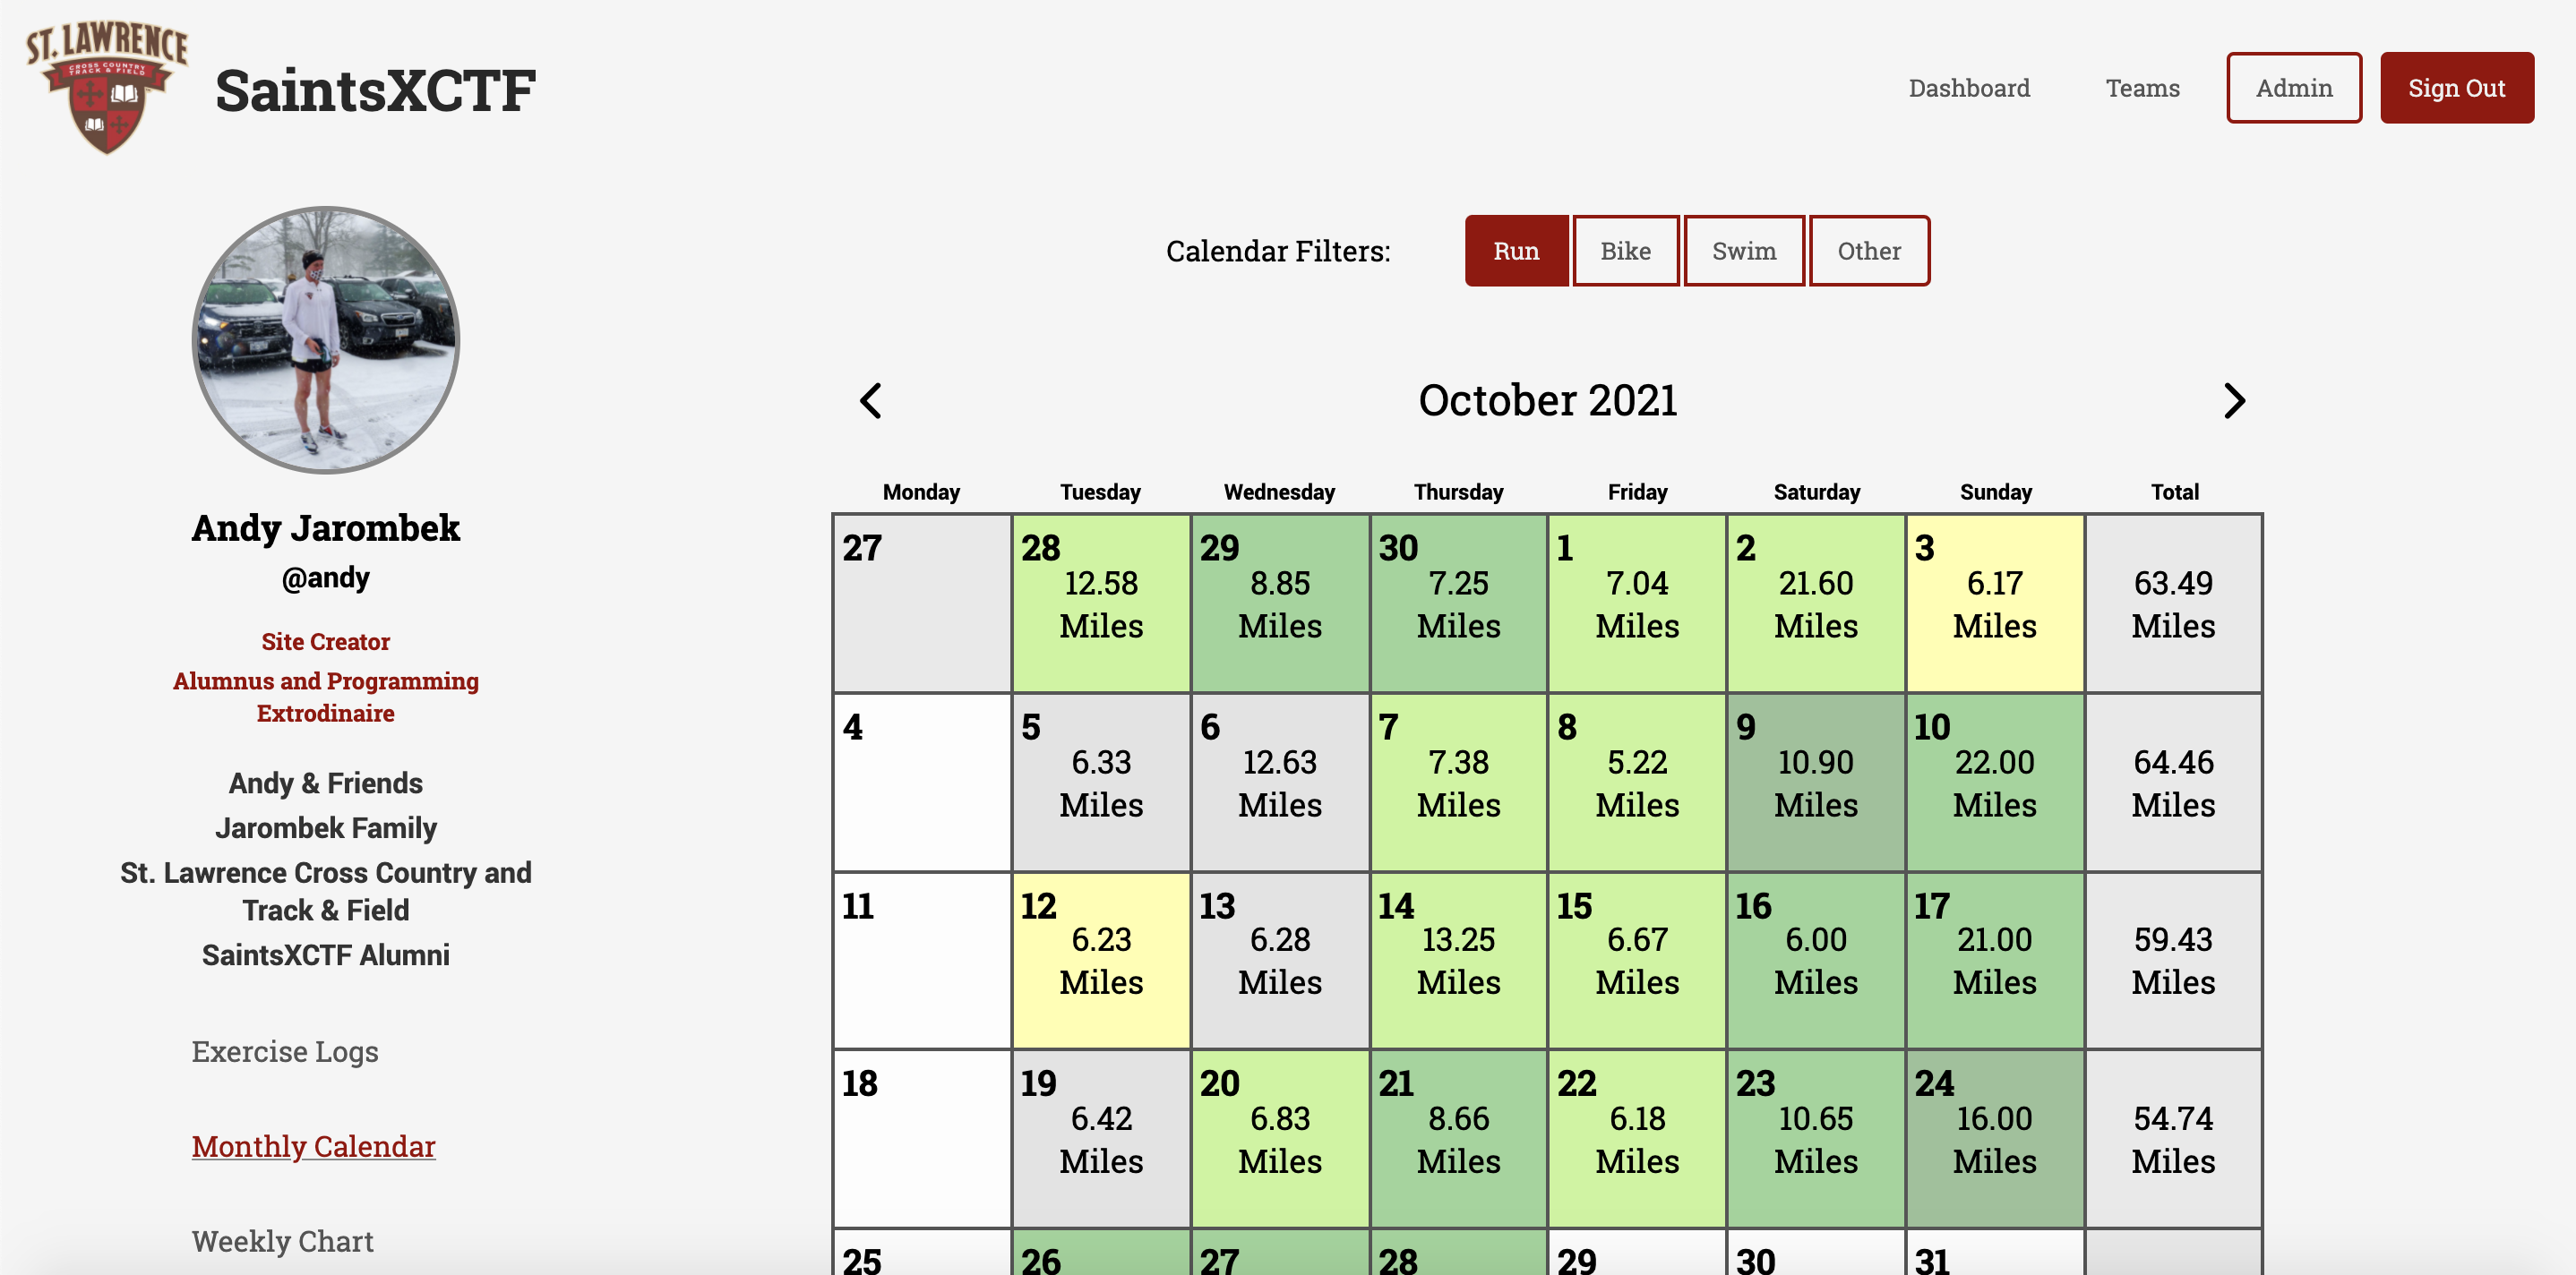 ST. LAWRENCE
CROSS COUNTRY
TRACK & FIELD
SaintsXCTF
Dashboard Teams Admin Sign Out
Andy Jarombek
@andy
Site Creator
Alumnus and Programming
Extrodinaire
Andy & Friends
Jarombek Family
St. Lawrence Cross Country and
Track & Field
SaintsXCTF Alumni
Exercise Logs
Monthly Calendar
Weekly Chart
Calendar Filters: Run Bike Swim Other
October 2021
Monday Tuesday Wednesday Thursday Friday Saturday Sunday Total
27 28 29 30 1 2 3
12.58 8.85 7.25 7.04 21.60 6.17 63.49
Miles Miles Miles Miles Miles Miles Miles
4 5 6 7 8 9 10
6.33 12.63 7.38 5.22 10.90 22.00 64.46
Miles Miles Miles Miles Miles Miles Miles
11 12 13 14 15 16 17
6.23 6.28 13.25 6.67 6.00 21.00 59.43
Miles Miles Miles Miles Miles Miles Miles
18 19 20 21 22 23 24
6.42 6.83 8.66 6.18 10.65 16.00 54.74
Miles Miles Miles Miles Miles Miles Miles
25 26 27 28 29 30 31